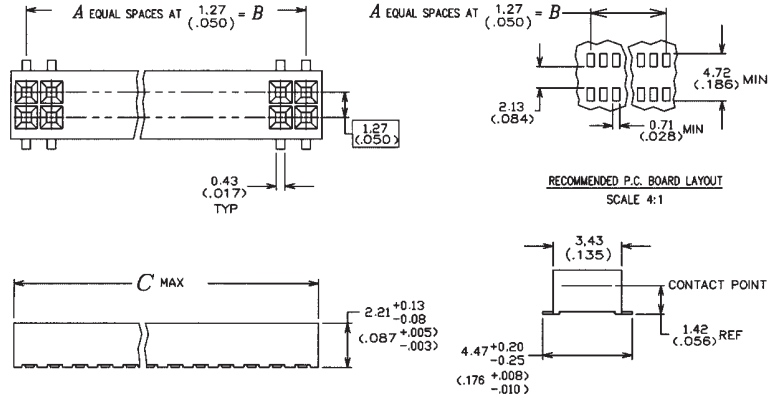 A EQUAL SPACES AT 1.27 (.050) = B
A EQUAL SPACES AT 1.27 (.050) = B
4.72 (.186) MIN
2.13 (.084)
0.71 (.028) MIN
1.27 (.050)
0.43 (.017)
TYP
RECOMMENDED P.C. BOARD LAYOUT
SCALE 4:1
3,43 (.135)
C MAX
CONTACT POINT
2.21 +0.13 -0.08
(.087 +.005) -.003)
1.42 (.056) REF
4.47 +0.20 -0.25
(.176 +.008) -.010)